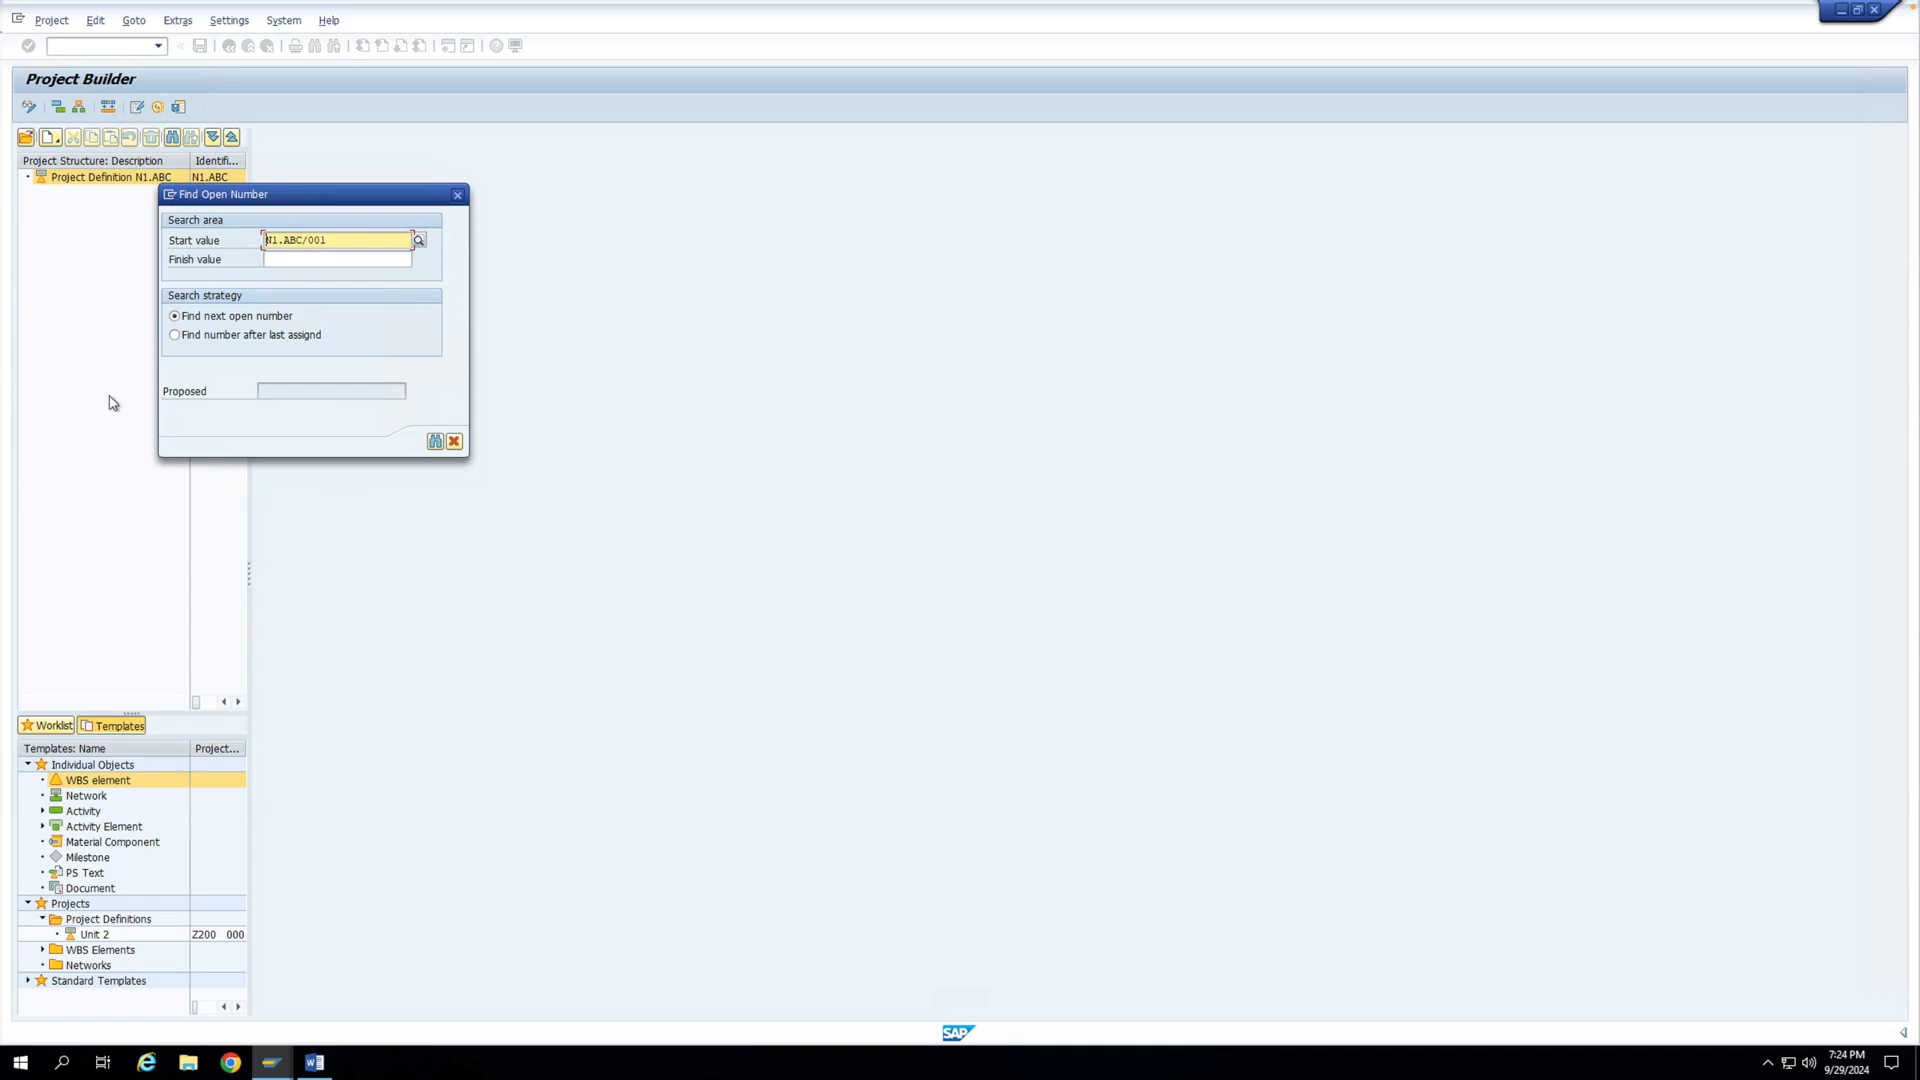 Project Edit Goto Extras Settings System Help
Project Builder
Project Structure: Description Identifi...
Project Definition N1.ABC N1.ABC
Find Open Number
Search area
Start value N1.ABC/001
Finish value
Search strategy
Find next open number
Find number after last assignd
Proposed
Worklist Templates
Templates: Name Project...
Individual Objects
WBS element
Network
Activity
Activity Element
Material Component
Milestone
PS Text
Document
Projects
Project Definitions
Unit 2 Z200 000
WBS Elements
Networks
Standard Templates
SAP
7:24 PM
9/29/2024